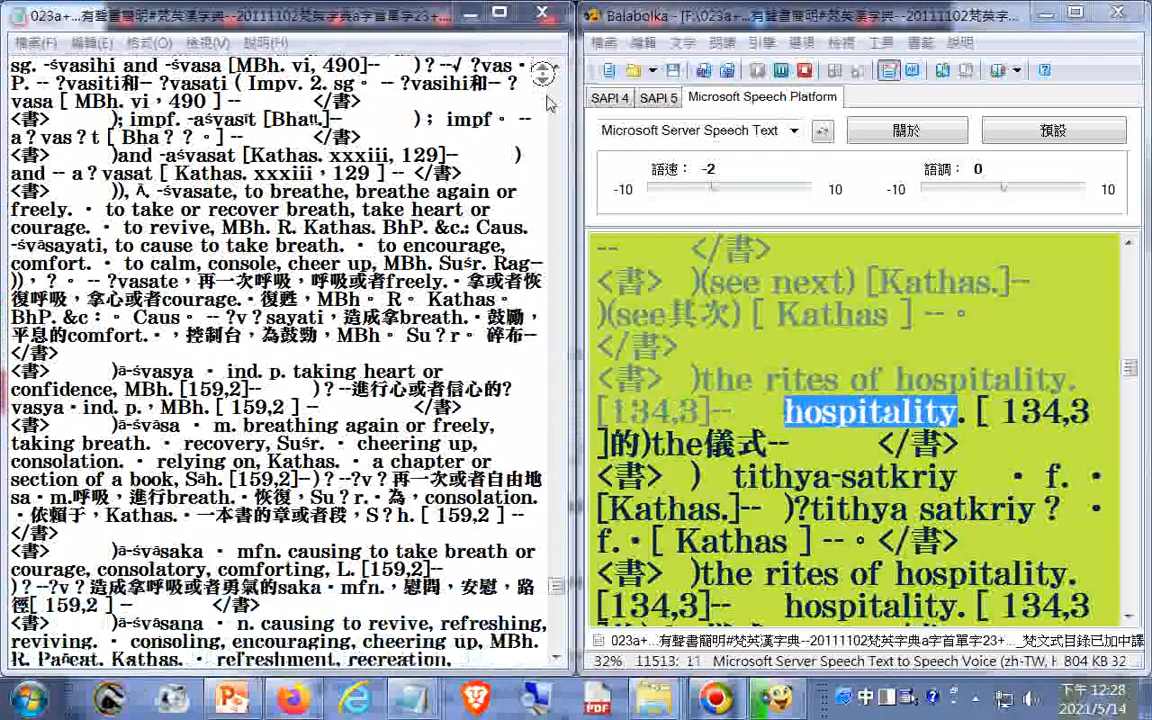 023a+...有聲書簡明#梵英漢字典--20111102梵英字典a字首單字23+...
檔案(F) 編輯(E) 格式(O) 檢視(V) 說明(H)
sg. -śvasihi and -śvasa [MBh. vi, 490]-- )? --√ ?vas·
P. -- ?vasiti和-- ?vasati ( Impv. 2. sg。 -- ?vasihi和-- ?
vasa [ MBh. vi，490 ] -- </書>
<書> ); impf. -aśvasīt [Bhaṭṭ.]-- )； impf。 --
a?vas?t [ Bha??。] -- </書>
<書> )and -aśvasat [Kathas. xxxiii, 129]-- )
and -- a?vasat [ Kathas. xxxiii，129 ] -- </書>
<書> )), Ā. -śvasate, to breathe, breathe again or
freely. · to take or recover breath, take heart or
courage. · to revive, MBh. R. Kathas. BhP. &c.: Caus.
-śvāsayati, to cause to take breath. · to encourage,
comfort. · to calm, console, cheer up, MBh. Suśr. Rag--
))，?。 -- ?vasate，再一次呼吸，呼吸或者freely.·拿或者恢
復呼吸，拿心或者courage.·復甦，MBh。 R。 Kathas。
BhP. &c：。 Caus。 -- ?v?sayati，造成拿breath.·鼓勵，
平息的comfort.·，控制台，為鼓勁，MBh。 Su?r。 碎布--
</書>
<書> )ā-śvasya · ind. p. taking heart or
confidence, MBh. [159,2]-- )?--進行心或者信心的?
vasya·ind. p.，MBh. [ 159,2 ] -- </書>
<書> )ā-śvāsa · m. breathing again or freely,
taking breath. · recovery, Suśr. · cheering up,
consolation. · relying on, Kathas. · a chapter or
section of a book, Sāh. [159,2]--)?--?v?再一次或者自由地
sa·m.呼吸，進行breath.·恢復，Su?r.·為，consolation.
·依賴于，Kathas.·一本書的章或者段，S?h. [ 159,2 ] --
</書>
<書> )ā-śvāsaka · mfn. causing to take breath or
courage, consolatory, comforting, L. [159,2]--
)?--?v?造成拿呼吸或者勇氣的saka·mfn.，慰問，安慰，路
徑[ 159,2 ] -- </書>
<書> )ā-śvāsana · n. causing to revive, refreshing,
reviving. · consoling, encouraging, cheering up, MBh.
R. Pañcat. Kathas. · refreshment, recreation,
Balabolka - [F:\023a+...有聲書簡明#梵英漢字典--20111102梵英字...
檔案 編輯 文字 朗讀 引擎 選項 檢視 工具 書籤 說明
SAPI 4 SAPI 5 Microsoft Speech Platform
Microsoft Server Speech Text 關於 預設
語速： -2 語調： 0
-10 10 -10 10
-- </書>
<書> )(see next) [Kathas.]--
)(see其次) [ Kathas ] --。
</書>
<書> )the rites of hospitality.
[134,3]-- hospitality. [ 134,3
]的)the儀式-- </書>
<書> ) tithya-satkriy · f. ·
[Kathas.]-- )?tithya satkriy? ·
f.·[ Kathas ] --。</書>
<書> )the rites of hospitality.
[134,3]-- hospitality. [ 134,3
023a+...有聲書簡明#梵英漢字典--20111102梵英字典a字首單字23+..._梵文式目錄已加中譯
32% 11513: 1 Microsoft Server Speech Text to Speech Voice (zh-TW, H 804 KB 32
中
下午 12:28
2021/5/14